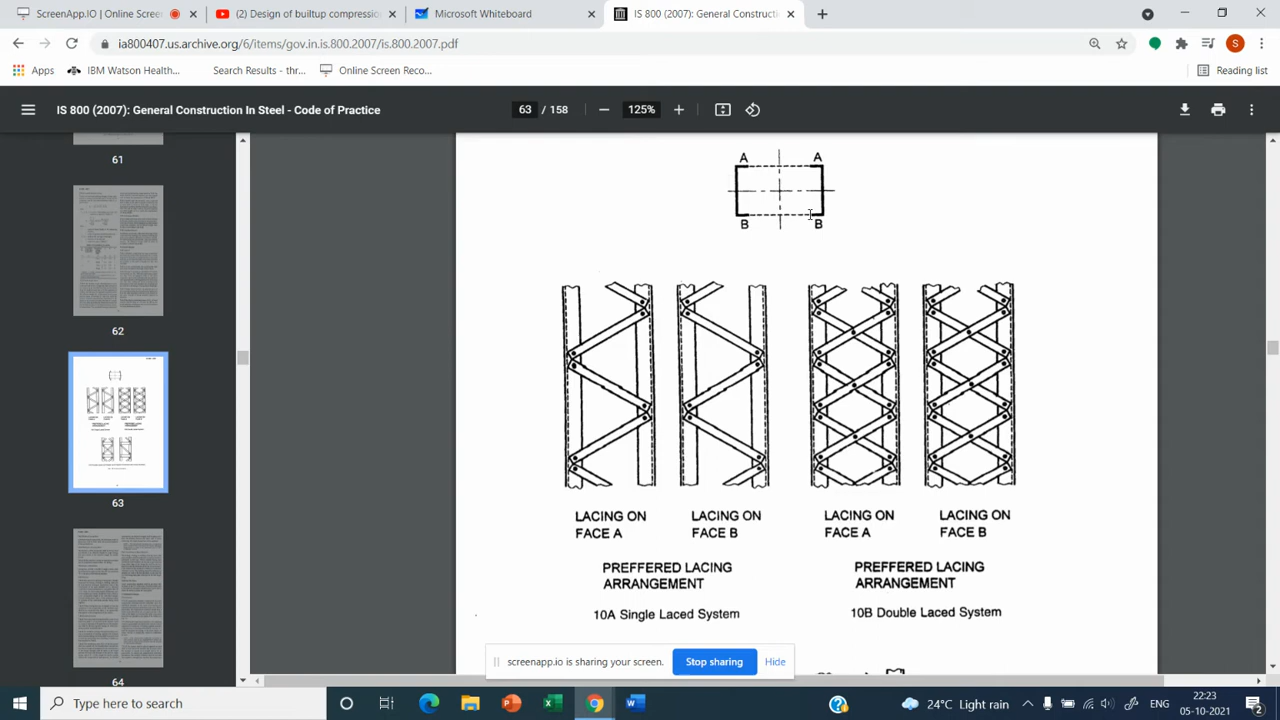 ScreenApp.IO - Online Screen
(2) Design of builtup compressio
Microsoft Whiteboard
IS 800 (2007): General Constructi
ia800407.us.archive.org/6/items/gov.in.is.800.2007/is.800.2007.pdf
S
Apps
IBM Watson Health...
Search Results - thr...
Online Screen Reco...
Reading list
IS 800 (2007): General Construction In Steel - Code of Practice
63 / 158
125%
61
62
63
64
A A
B B
LACING ON FACE A
LACING ON FACE B
LACING ON FACE A
LACING ON FACE B
PREFFERED LACING
ARRANGEMENT
PREFFERED LACING
ARRANGEMENT
10A Single Laced System
10B Double Laced System
screenapp.io is sharing your screen.
Stop sharing
Hide
Type here to search
24°C Light rain
ENG
22:23
05-10-2021
2